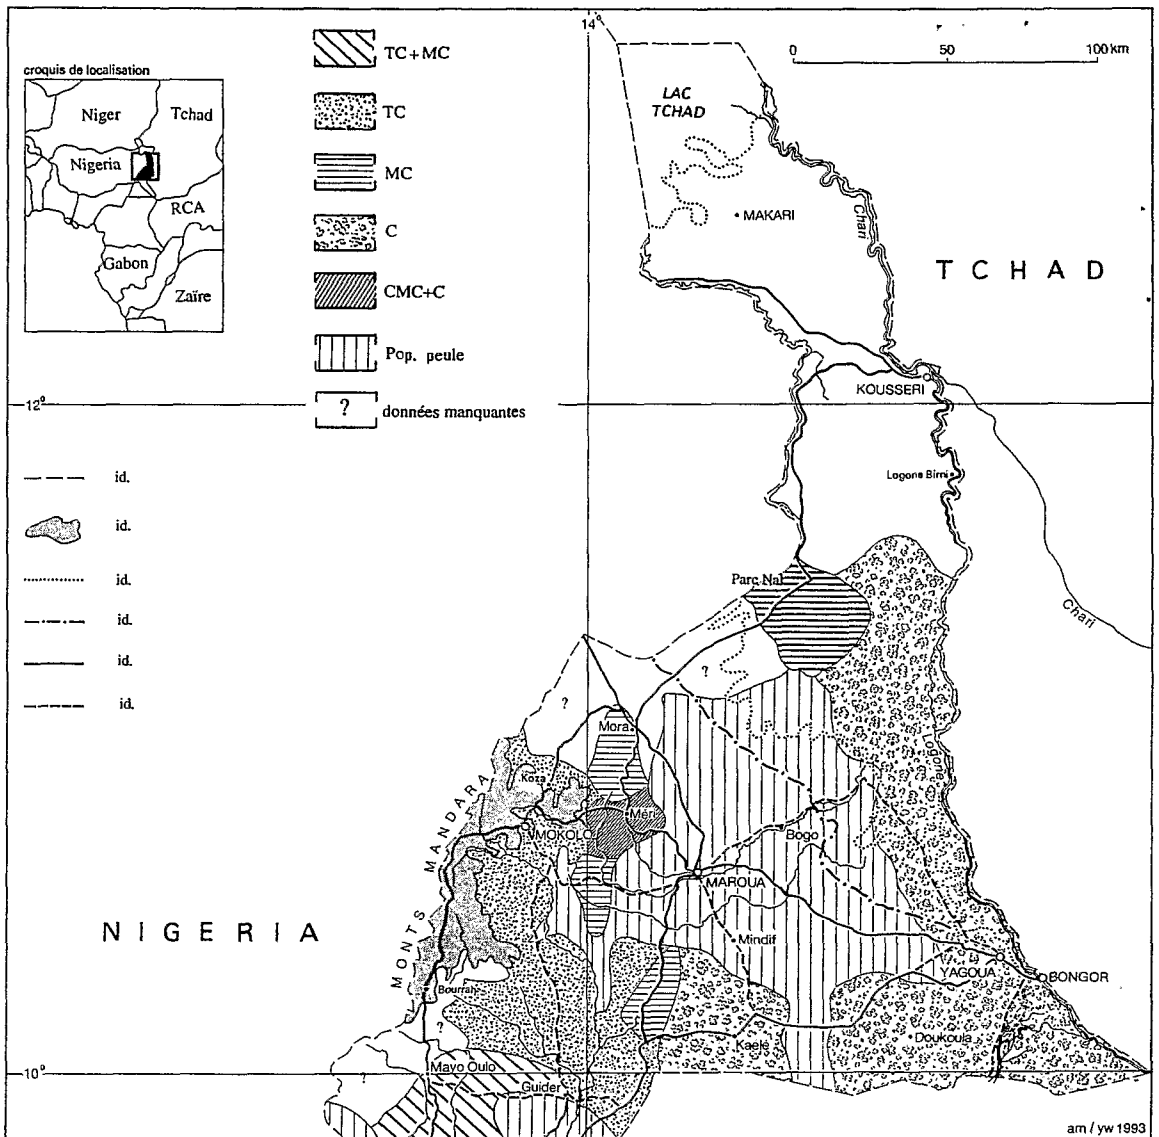 14°
0 50 100 km
croquis de localisation
Niger
Tchad
Nigeria
RCA
Gabon
Zaïre
TC+MC
TC
MC
C
CMC+C
Pop. peule
? données manquantes
id.
id.
id.
id.
id.
id.
LAC
TCHAD
MAKARI
Chari
TCHAD
KOUSSERI
12°
Logone Birni
Chari
Parc Nal
?
?
Mora
Logone
Koza
MONTS MANDARA
MOKOLO
Méri
Bogo
MAROUA
NIGERIA
Mindif
YAGOUA
BONGOR
Bourrah
?
Kaélé
Doukoula
10°
Mayo Oulo
?
Guider
am / yw 1993